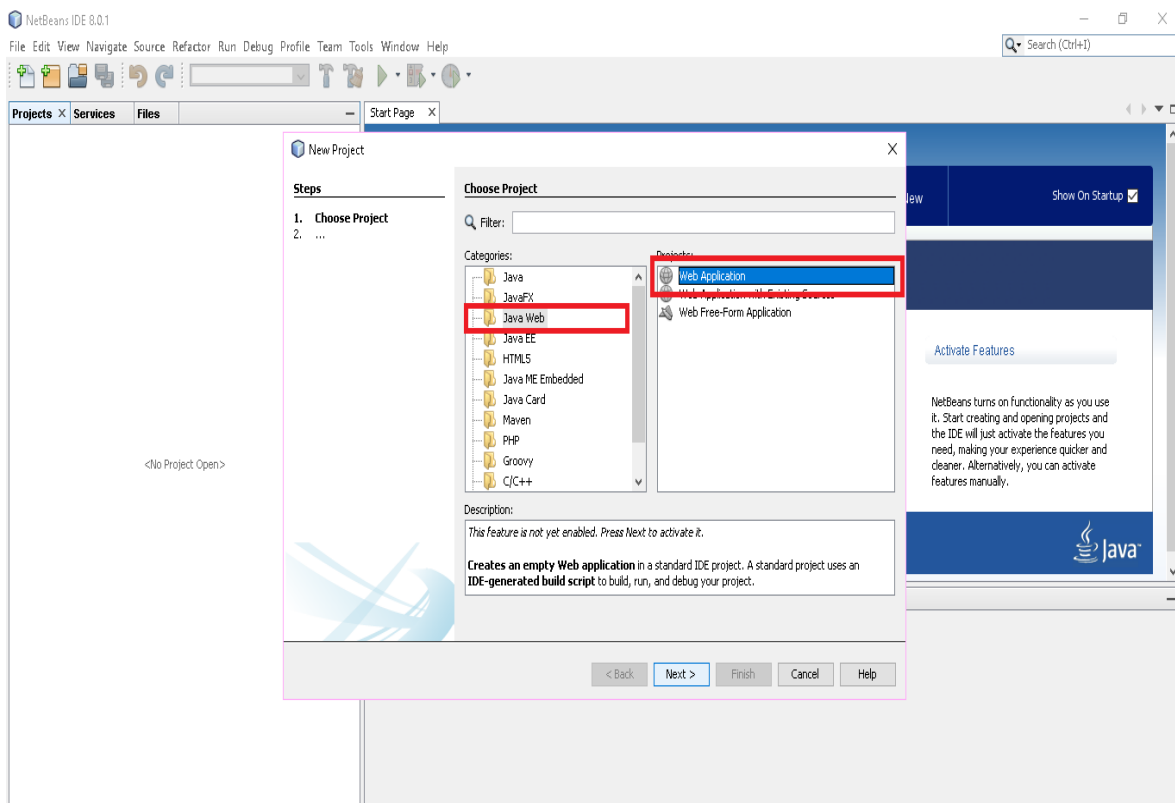 NetBeans IDE 8.0.1
File Edit View Navigate Source Refactor Run Debug Profile Team Tools Window Help
Search (Ctrl+I)
Projects X Services Files
Start Page X
New Project
Steps
1. Choose Project
2. ...
Choose Project
Filter:
Categories:
Java
JavaFX
Java Web
Java EE
HTML5
Java ME Embedded
Java Card
Maven
PHP
Groovy
C/C++
Projects:
Web Application
Web Application with Existing Sources
Web Free-Form Application
Description:
This feature is not yet enabled. Press Next to activate it.
Creates an empty Web application in a standard IDE project. A standard project uses an
IDE-generated build script to build, run, and debug your project.
< Back Next > Finish Cancel Help
<No Project Open>
Show On Startup
Activate Features
NetBeans turns on functionality as you use
it. Start creating and opening projects and
the IDE will just activate the features you
need, making your experience quicker and
cleaner. Alternatively, you can activate
features manually.
Java